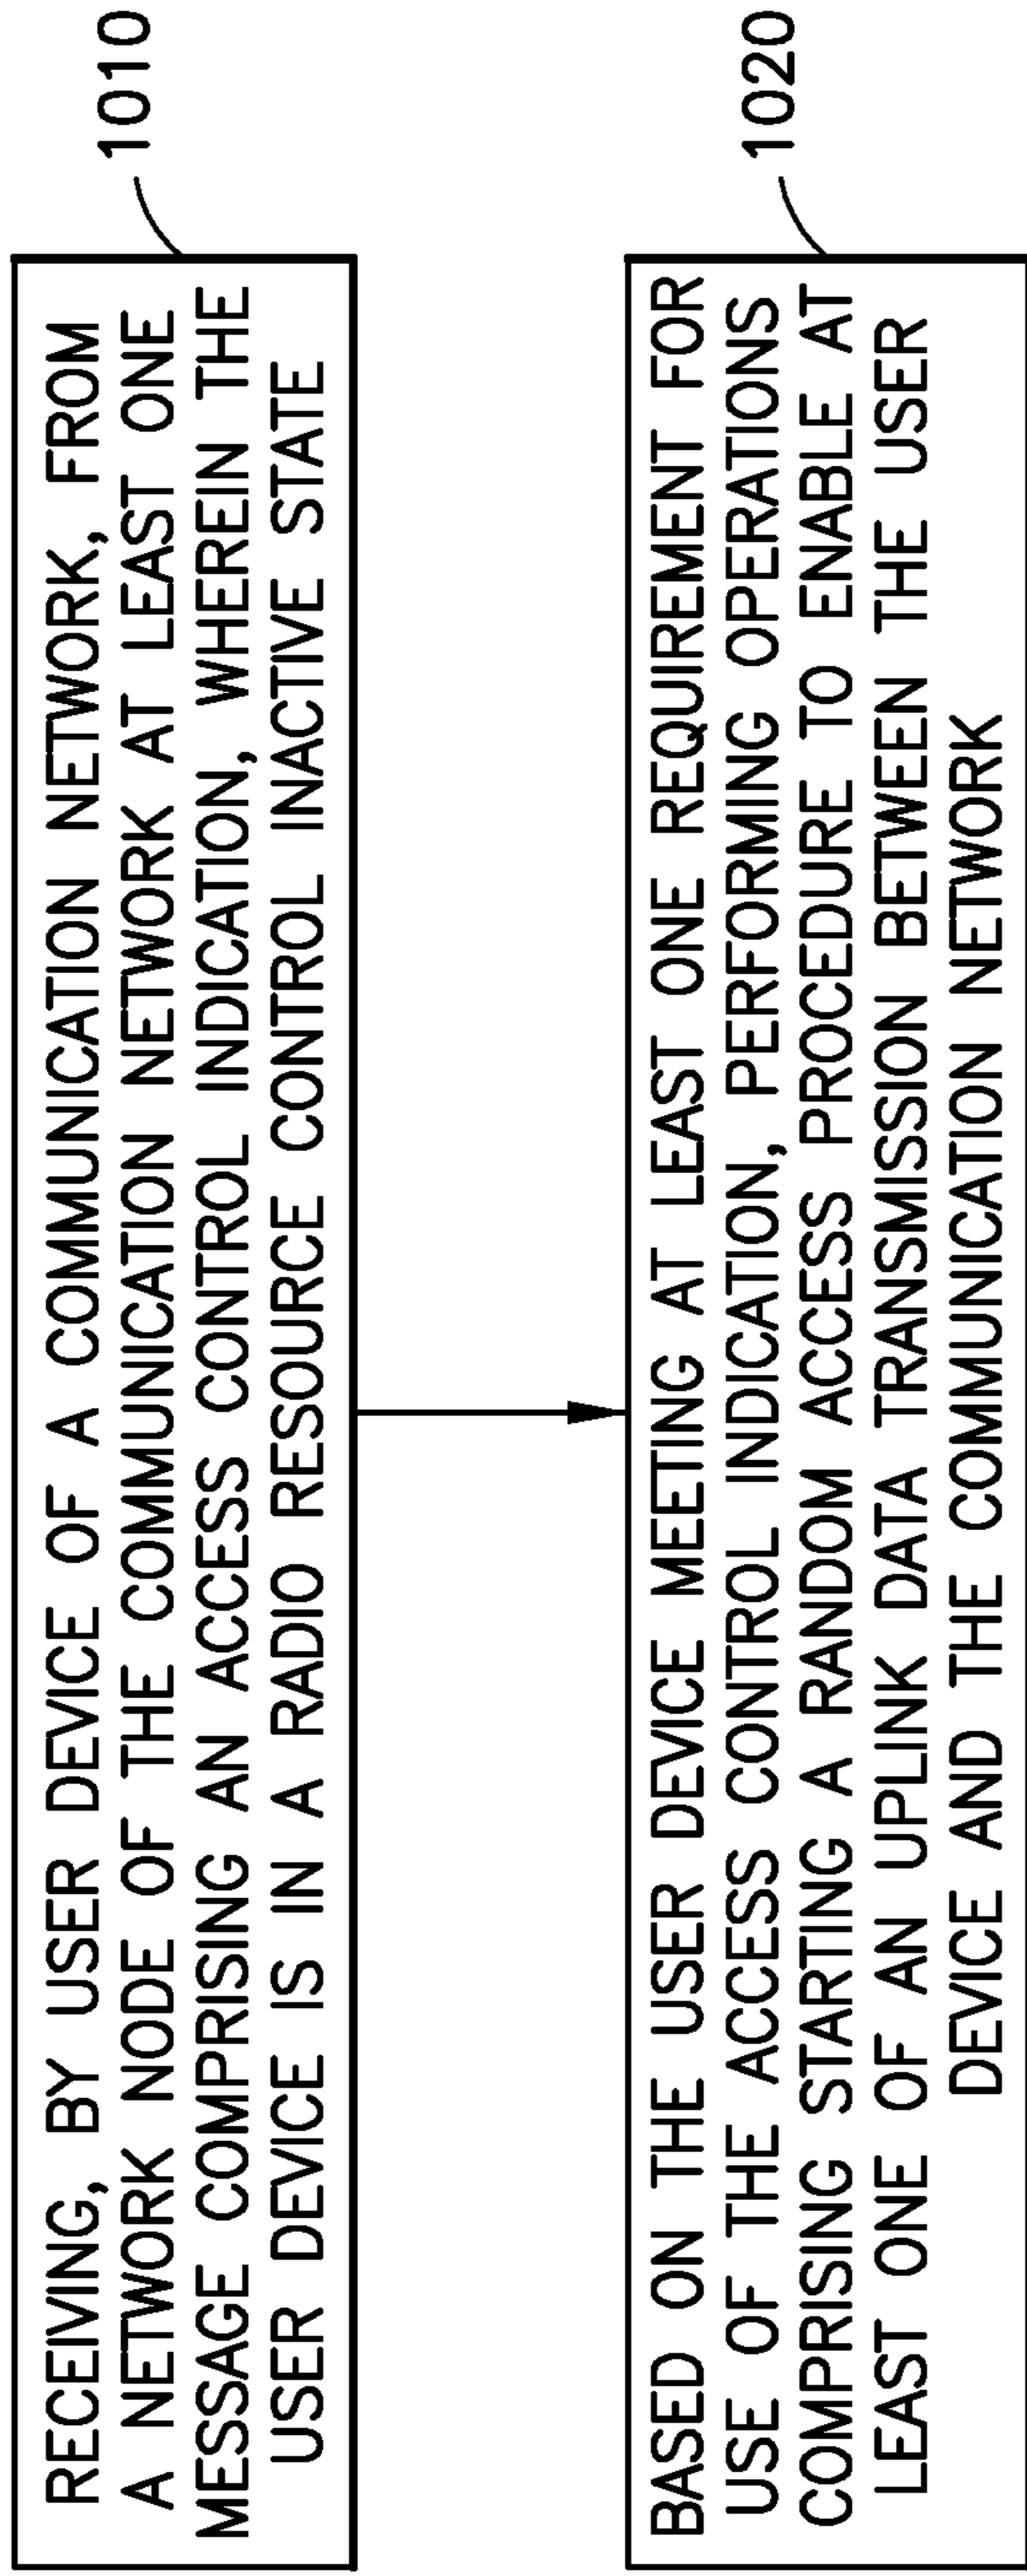 RECEIVING, BY USER DEVICE OF A COMMUNICATION NETWORK, FROM
A NETWORK NODE OF THE COMMUNICATION NETWORK AT LEAST ONE
MESSAGE COMPRISING AN ACCESS CONTROL INDICATION, WHEREIN THE
USER DEVICE IS IN A RADIO RESOURCE CONTROL INACTIVE STATE
1010
BASED ON THE USER DEVICE MEETING AT LEAST ONE REQUIREMENT FOR
USE OF THE ACCESS CONTROL INDICATION, PERFORMING OPERATIONS
COMPRISING STARTING A RANDOM ACCESS PROCEDURE TO ENABLE AT
LEAST ONE OF AN UPLINK DATA TRANSMISSION BETWEEN THE USER
DEVICE AND THE COMMUNICATION NETWORK
1020